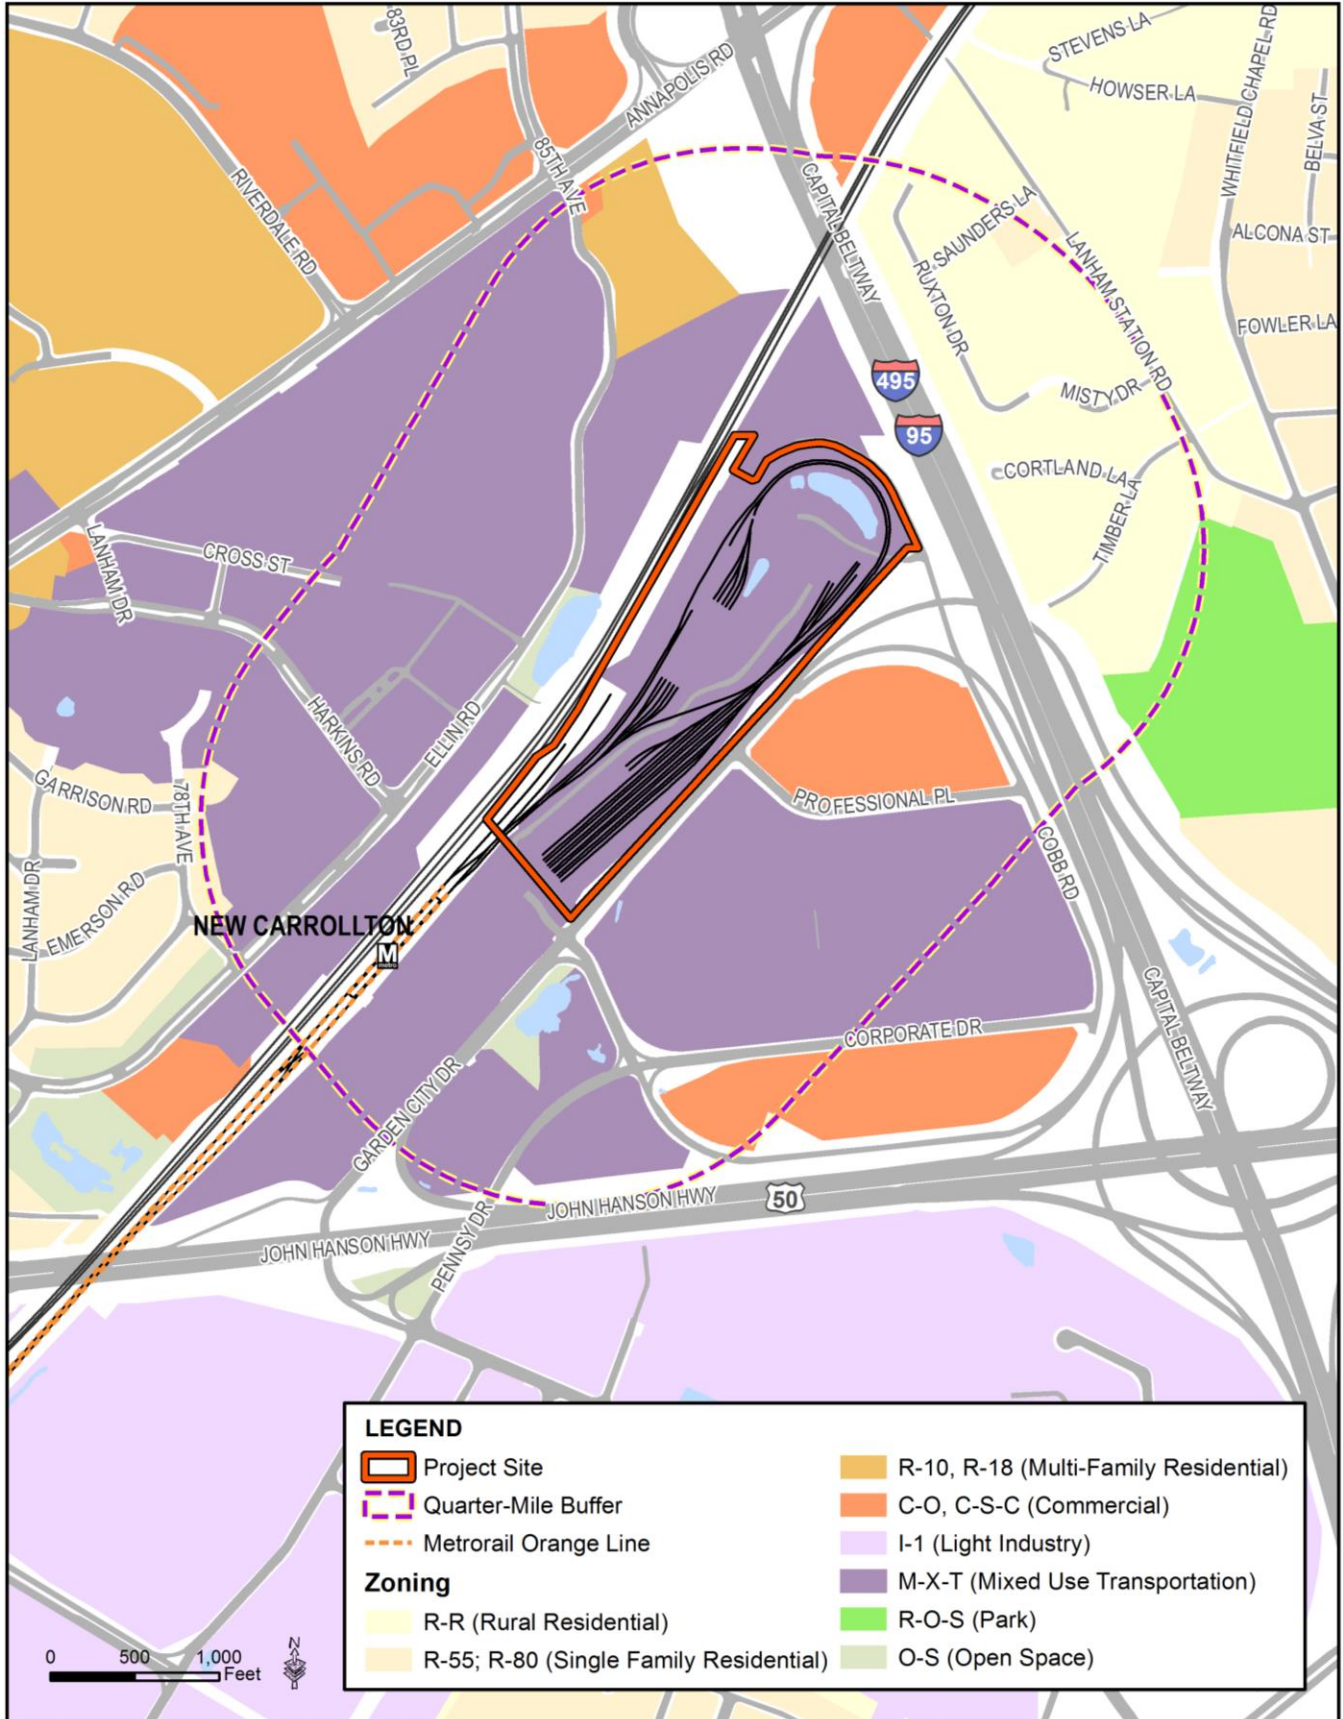 83RD PL
ANNAPOLIS RD
STEVENS LA
HOWSER LA
WHITFIELD CHAPEL RD
BELVA ST
85TH AVE
RIVERDALE RD
CAPITAL BELTWAY
SAUNDERS LA
RUXTON DR
LANHAM STATION RD
ALCONA ST
FOWLER LA
495
MISTY DR
95
CORTLAND LA
TIMBER LA
LANHAM DR
CROSS ST
HARKINS RD
ELLIN RD
GARRISON RD
78TH AVE
PROFESSIONAL PL
COBB RD
LANHAM DR
EMERSON RD
NEW CARROLLTON
M
metro
CAPITAL BELTWAY
CORPORATE DR
GARDEN CITY DR
JOHN HANSON HWY
50
JOHN HANSON HWY
PENNSY DR
LEGEND
Project Site
Quarter-Mile Buffer
Metrorail Orange Line
Zoning
R-R (Rural Residential)
R-55; R-80 (Single Family Residential)
R-10, R-18 (Multi-Family Residential)
C-O, C-S-C (Commercial)
I-1 (Light Industry)
M-X-T (Mixed Use Transportation)
R-O-S (Park)
O-S (Open Space)
0 500 1,000
Feet
N